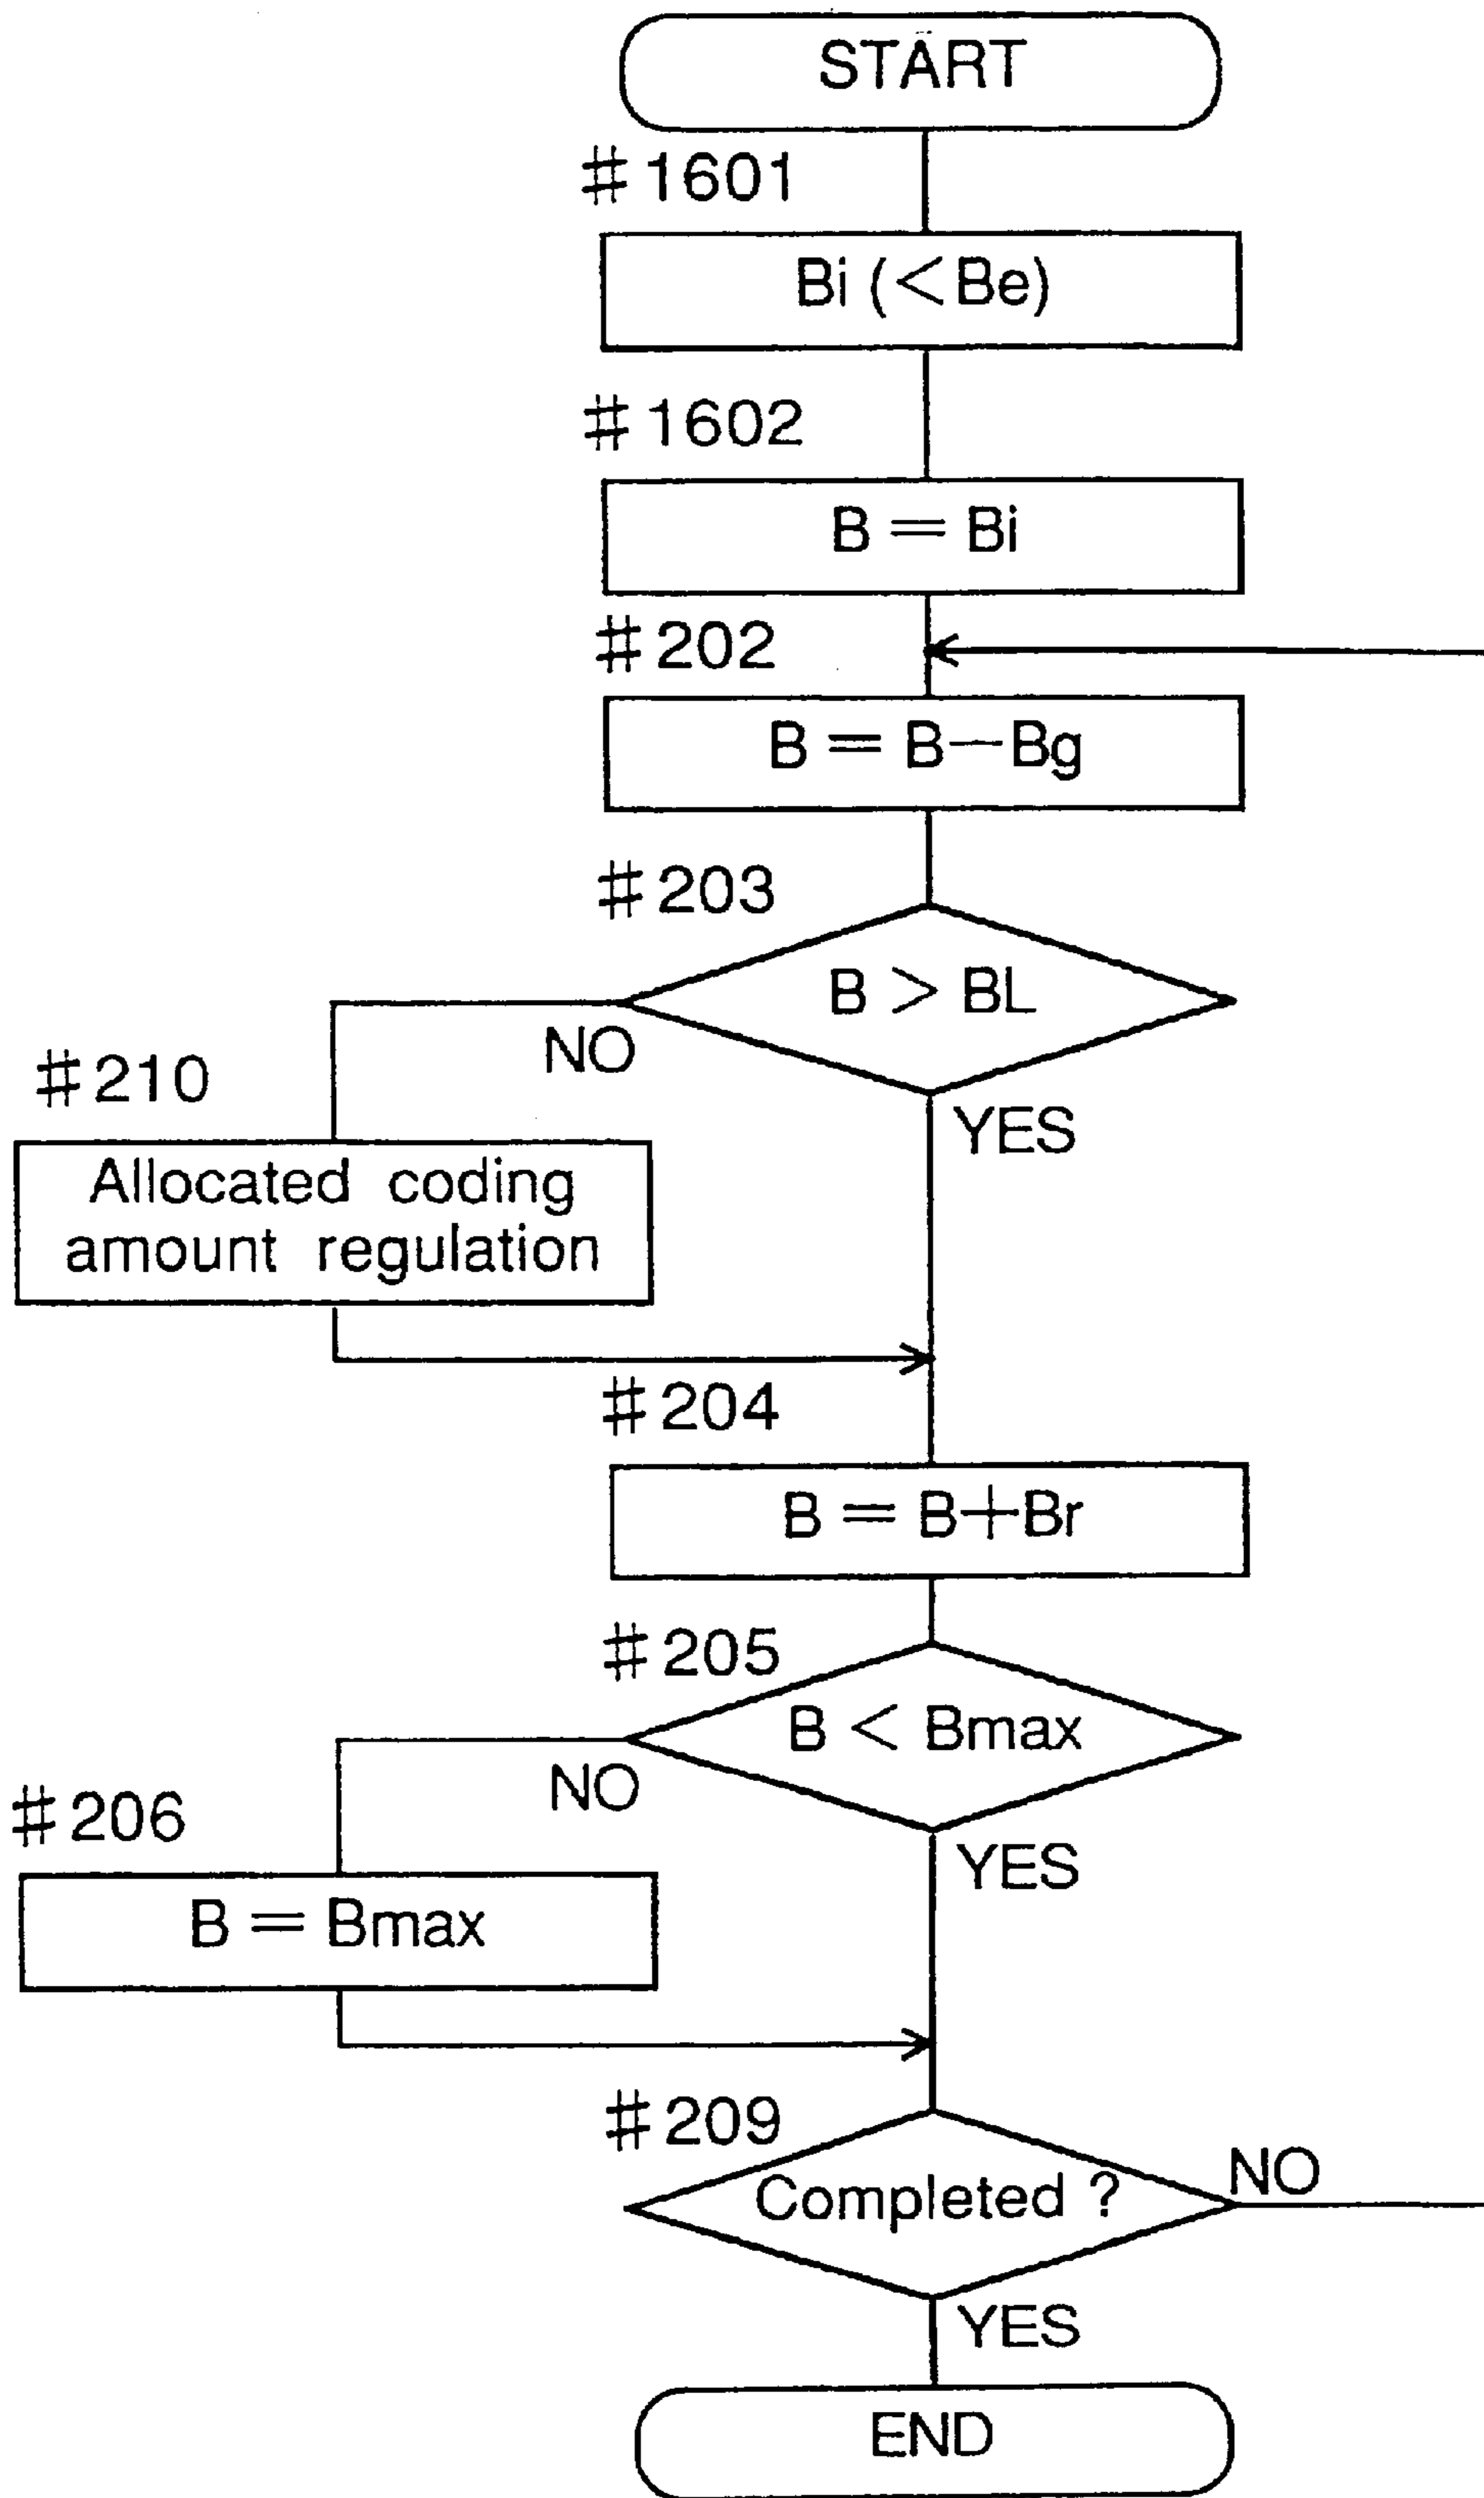 START
#1601
Bi (<Be)
#1602
B = Bi
#202
B = B−Bg
#203
B > BL
NO
#210
YES
Allocated coding
amount regulation
#204
B = B+Br
#205
B < Bmax
NO
#206
YES
B = Bmax
#209
Completed ?
NO
YES
END